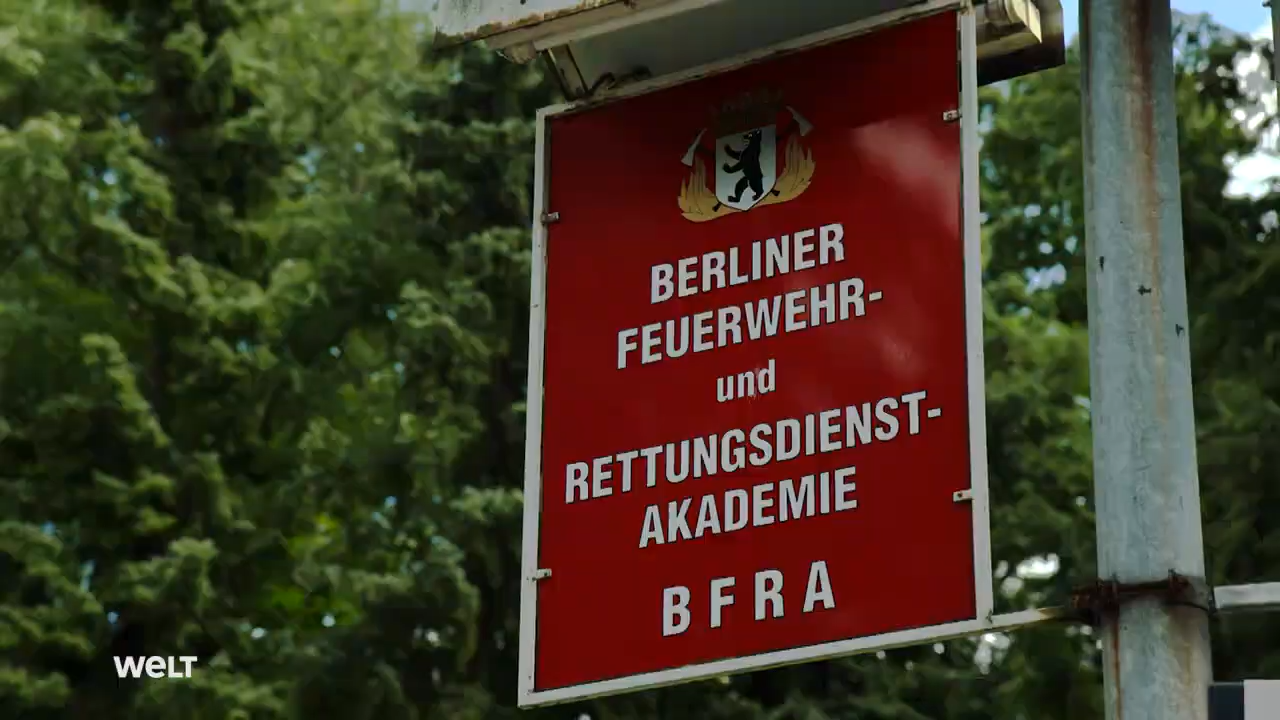 BERLINER
FEUERWEHR-
und
RETTUNGSDIENST-
AKADEMIE
BFRA
welt